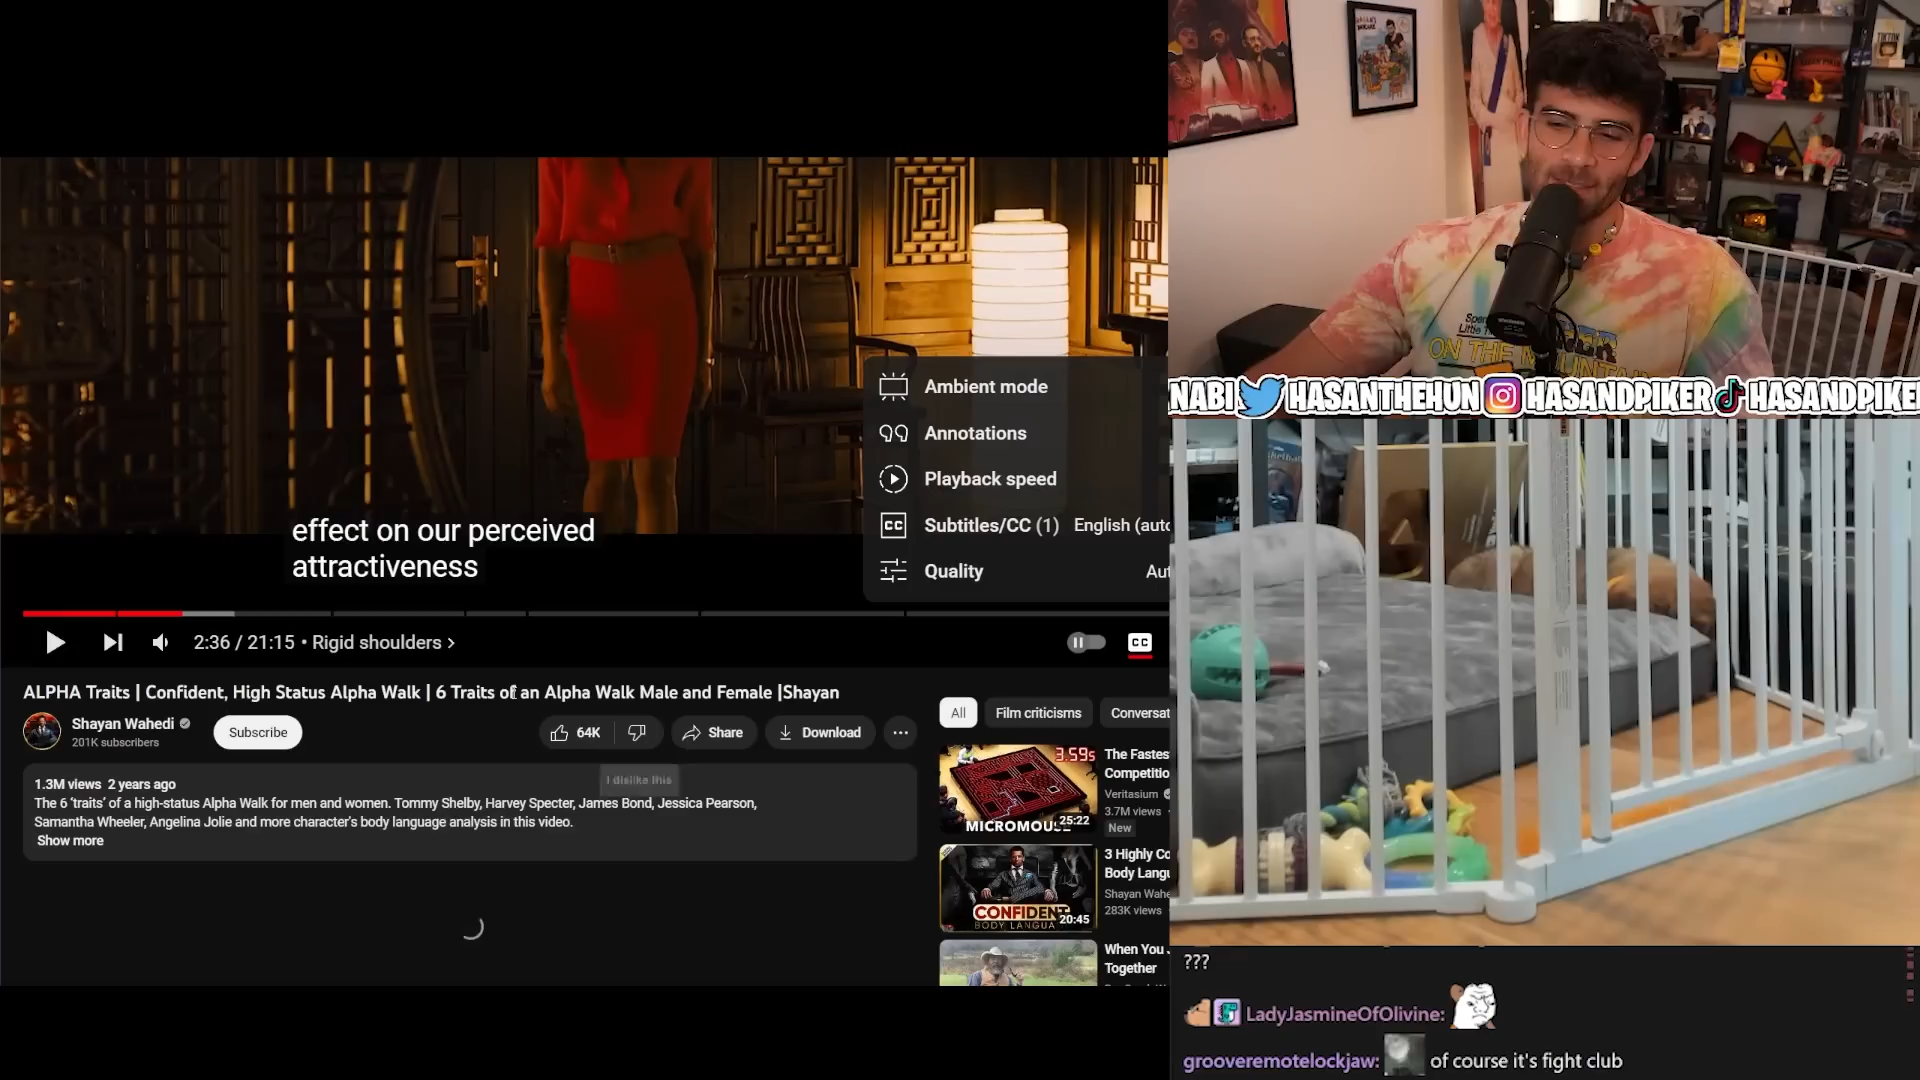 effect on our perceived
attractiveness
Ambient mode
Annotations
Playback speed
CC Subtitles/CC (1) English (auto
Quality Aut
2:36 / 21:15 • Rigid shoulders >
CC
ALPHA Traits | Confident, High Status Alpha Walk | 6 Traits of an Alpha Walk Male and Female |Shayan
Shayan Wahedi
201K subscribers
Subscribe
64K
Share
Download
I dislike this
1.3M views 2 years ago
The 6 ‘traits’ of a high-status Alpha Walk for men and women. Tommy Shelby, Harvey Specter, James Bond, Jessica Pearson,
Samantha Wheeler, Angelina Jolie and more character's body language analysis in this video.
Show more
All
Film criticisms
Conversat
3.59s
MICROMOUSE
25:22
The Fastes
Competitio
Veritasium
3.7M views
New
CONFIDENT
BODY LANGUA
20:45
3 Highly Co
Body Langu
Shayan Wahe
283K views
When You J
Together
ON THE M
NABI HASANTHEHUN HASANDPIKER HASANDPIKE
???
LadyJasmineOfOlivine:
grooveremotelockjaw: of course it's fight club